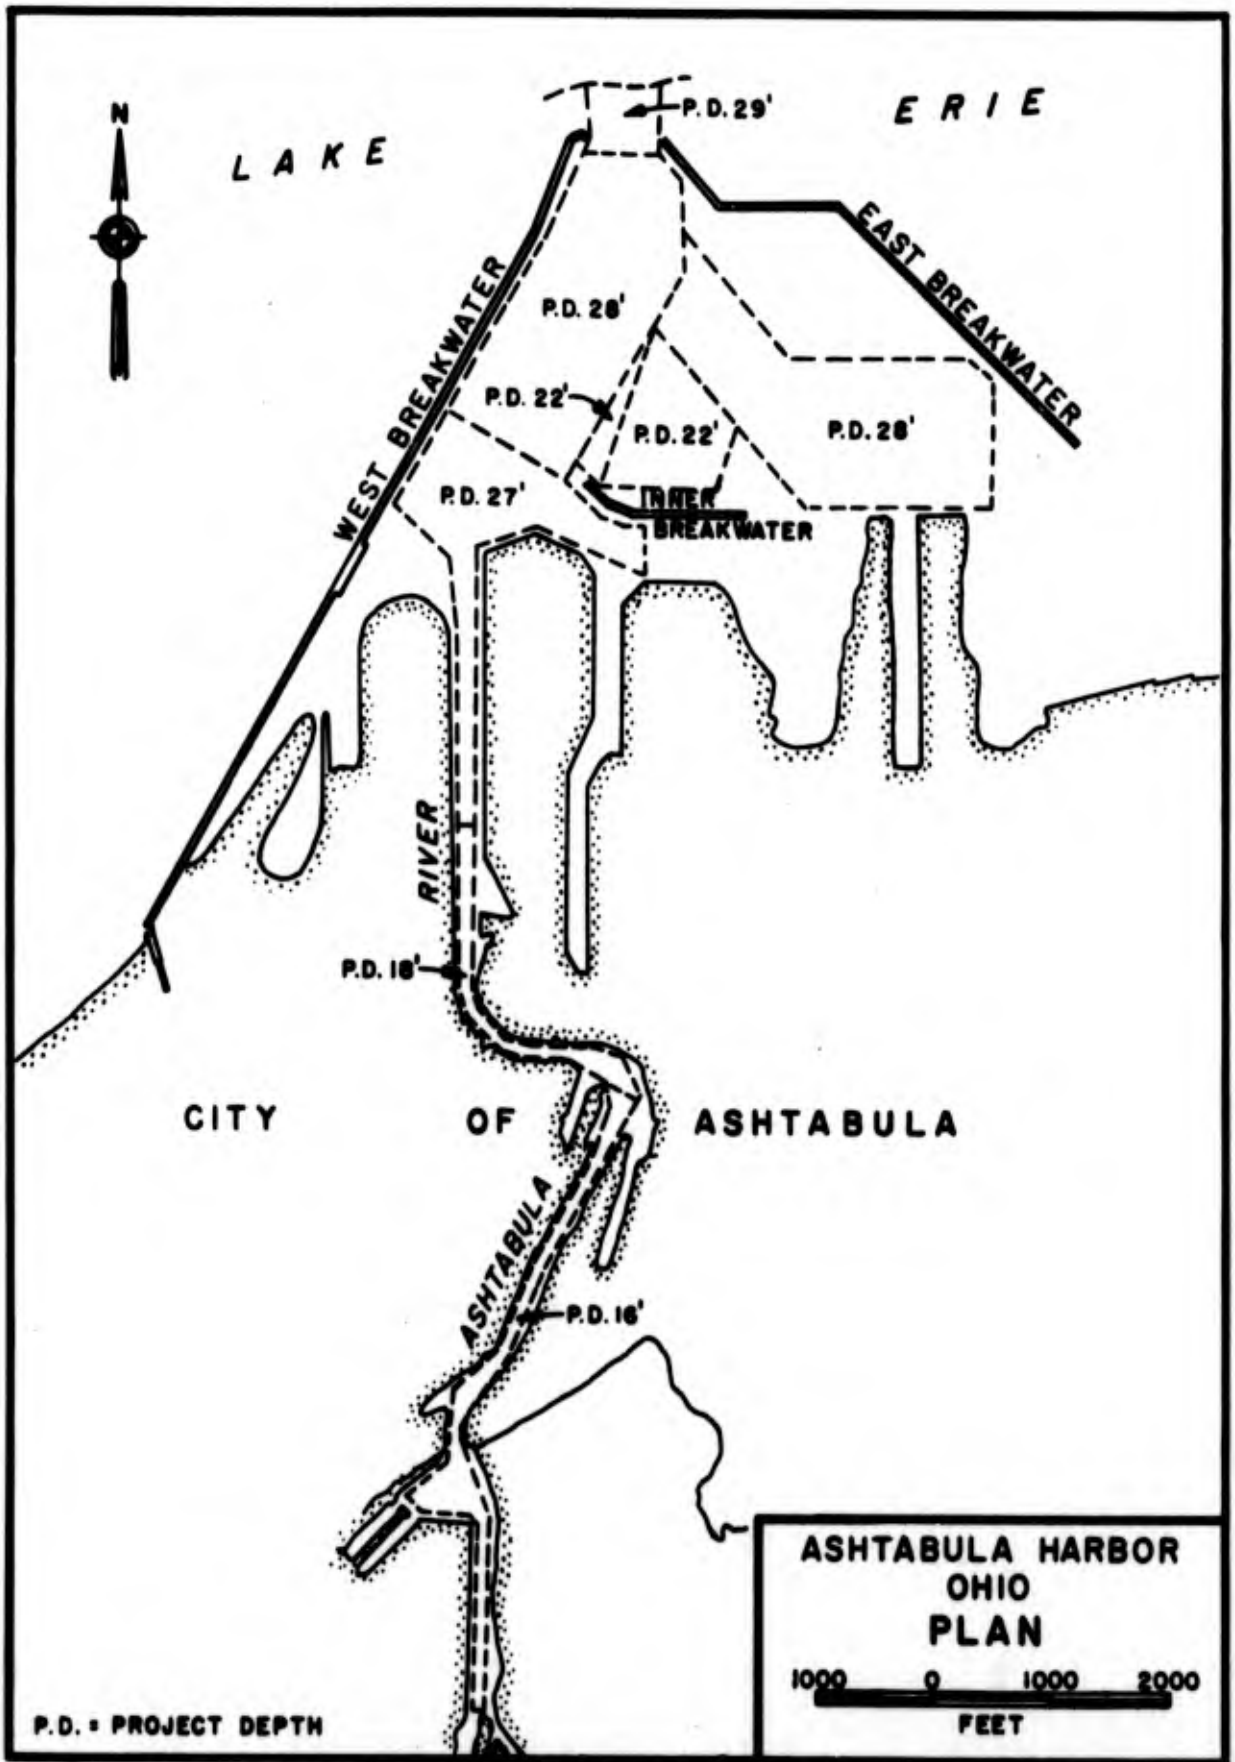 N
LAKE
ERIE
P.D. 29'
WEST BREAKWATER
EAST BREAKWATER
P.D. 28'
P.D. 22'
P.D. 22'
P.D. 28'
P.D. 27'
INNER
BREAKWATER
RIVER
P.D. 18'
CITY OF ASHTABULA
ASHTABULA
P.D. 16'
ASHTABULA HARBOR
OHIO
PLAN
1000 0 1000 2000
FEET
P.D. = PROJECT DEPTH